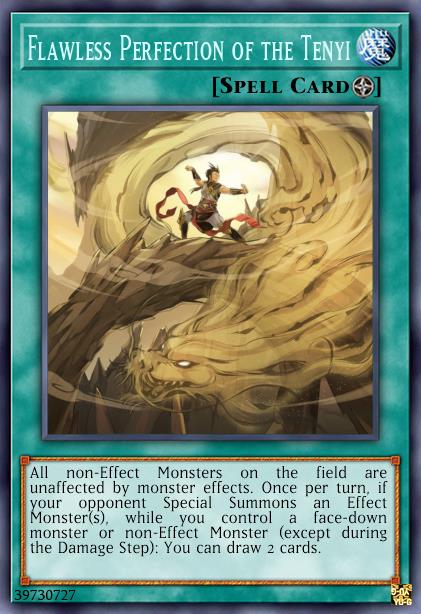 Flawless Perfection of the Tenyi
魔
[Spell Card]
All non-Effect Monsters on the field are
unaffected by monster effects. Once per turn, if
your opponent Special Summons an Effect
Monster(s), while you control a face-down
monster or non-Effect Monster (except during
the Damage Step): You can draw 2 cards.
39730727